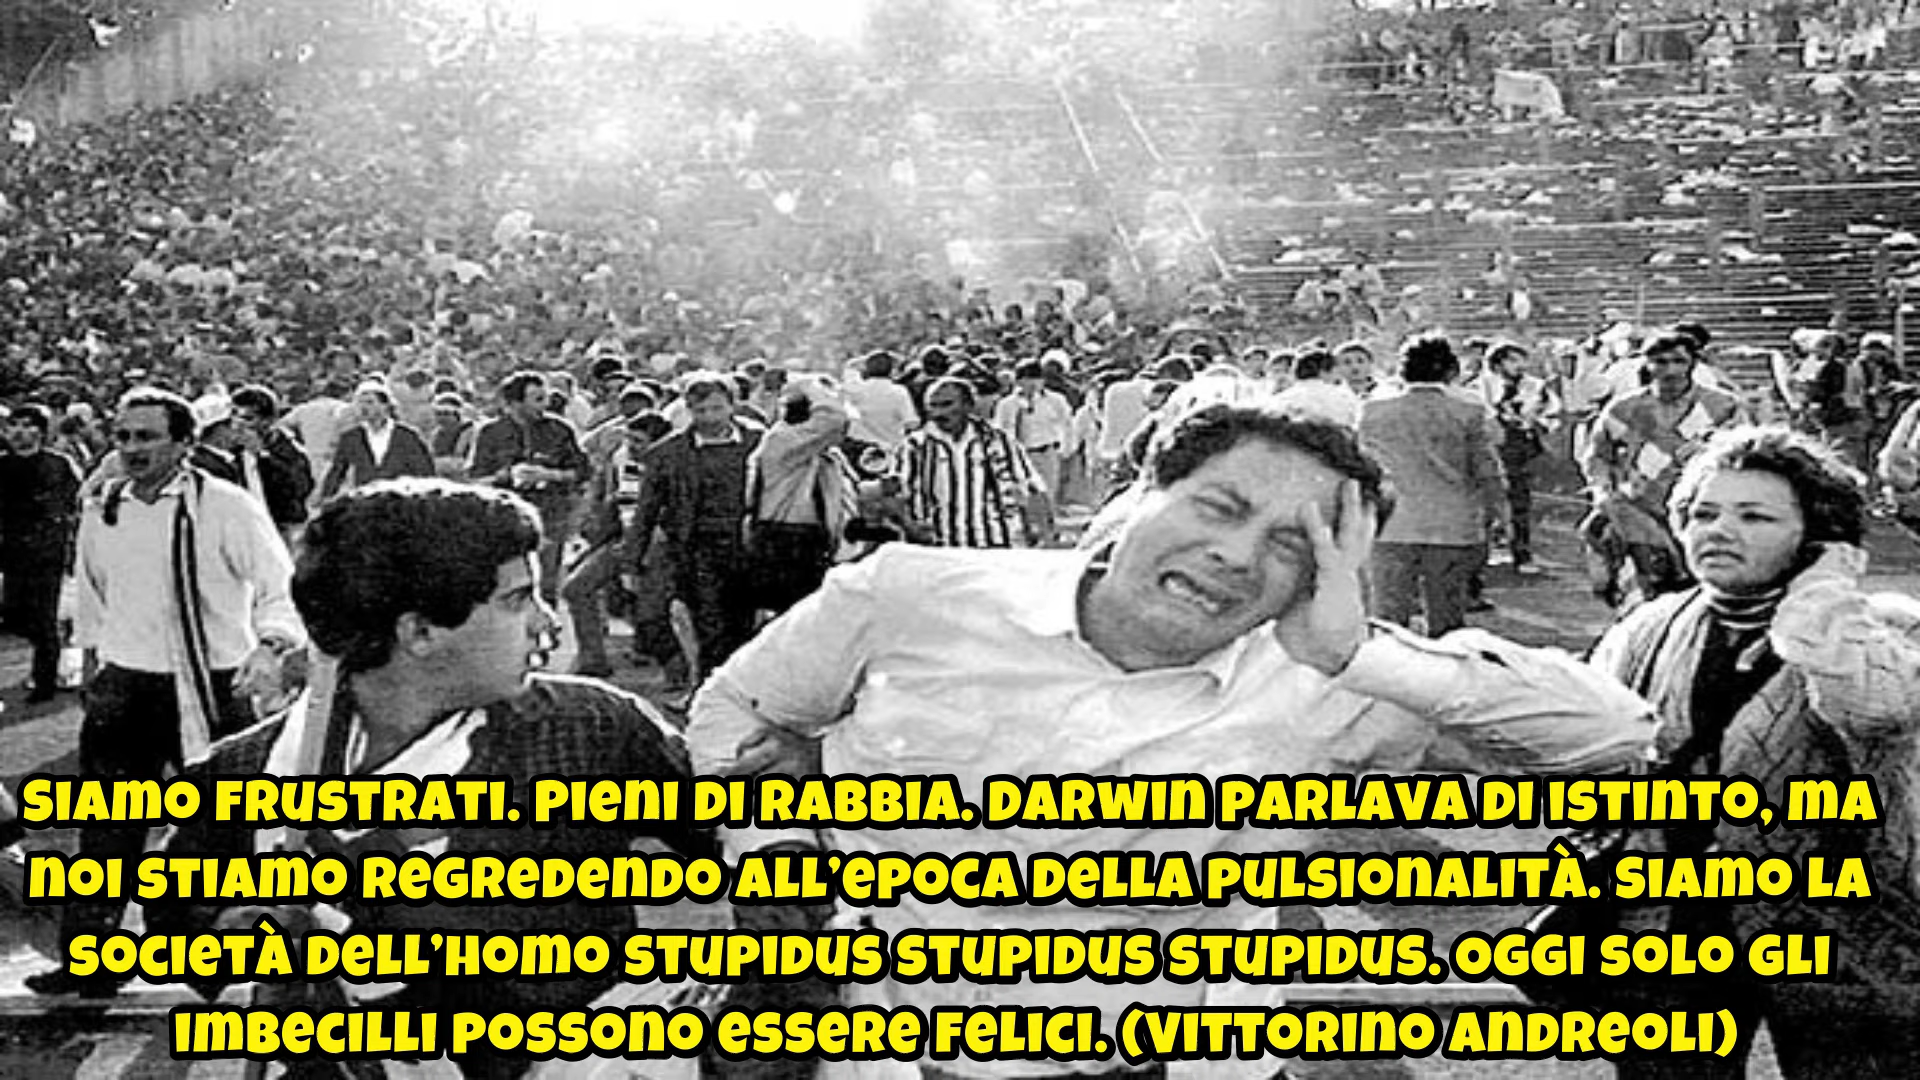 SIAMO FRUSTRATI. PIENI DI RABBIA. DARWIN PARLAVA DI ISTINTO, MA
NOI STIAMO REGREDENDO ALL'EPOCA DELLA PULSIONALITÀ. SIAMO LA
SOCIETÀ DELL'HOMO STUPIDUS STUPIDUS STUPIDUS. OGGI SOLO GLI
IMBECILLI POSSONO ESSERE FELICI. (VITTORINO ANDREOLI)